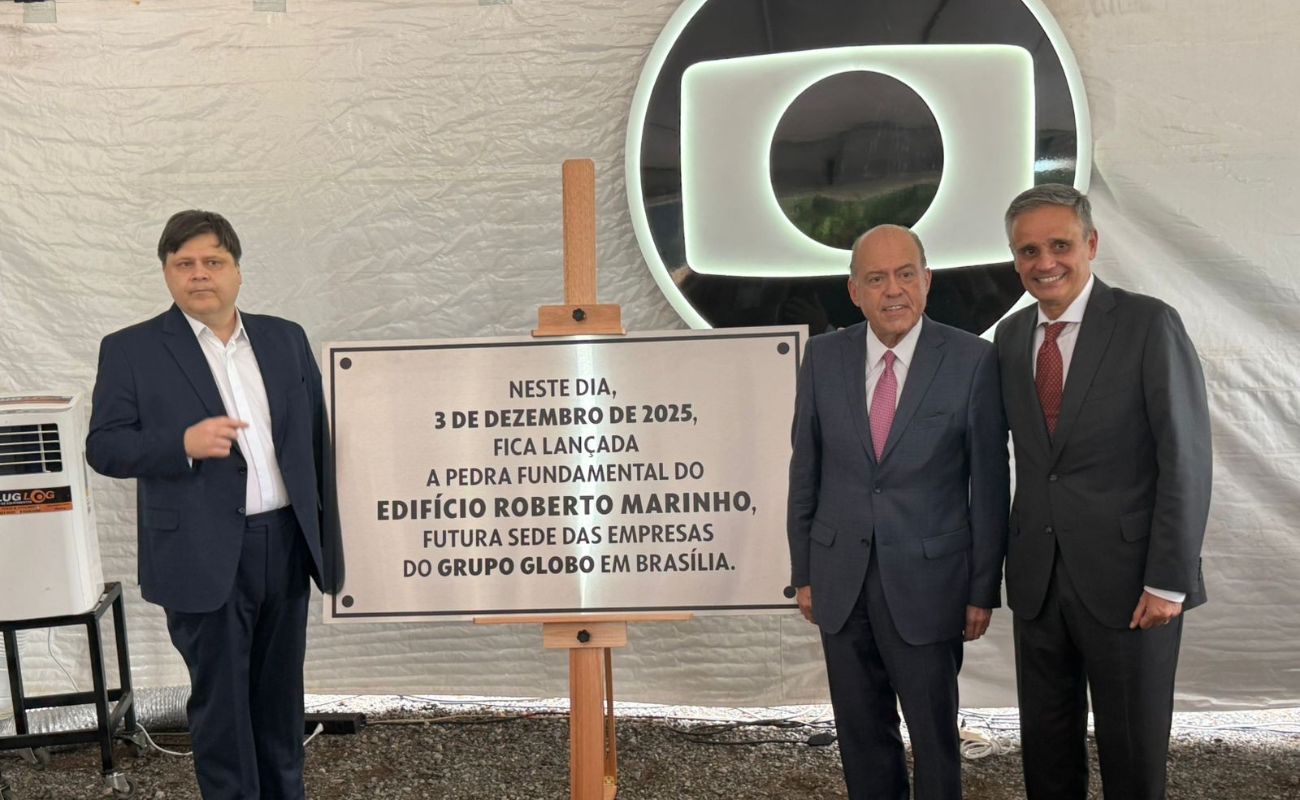 NESTE DIA,
3 DE DEZEMBRO DE 2025,
FICA LANÇADA
A PEDRA FUNDAMENTAL DO
EDIFÍCIO ROBERTO MARINHO,
FUTURA SEDE DAS EMPRESAS
DO GRUPO GLOBO EM BRASÍLIA.
LUG LOG